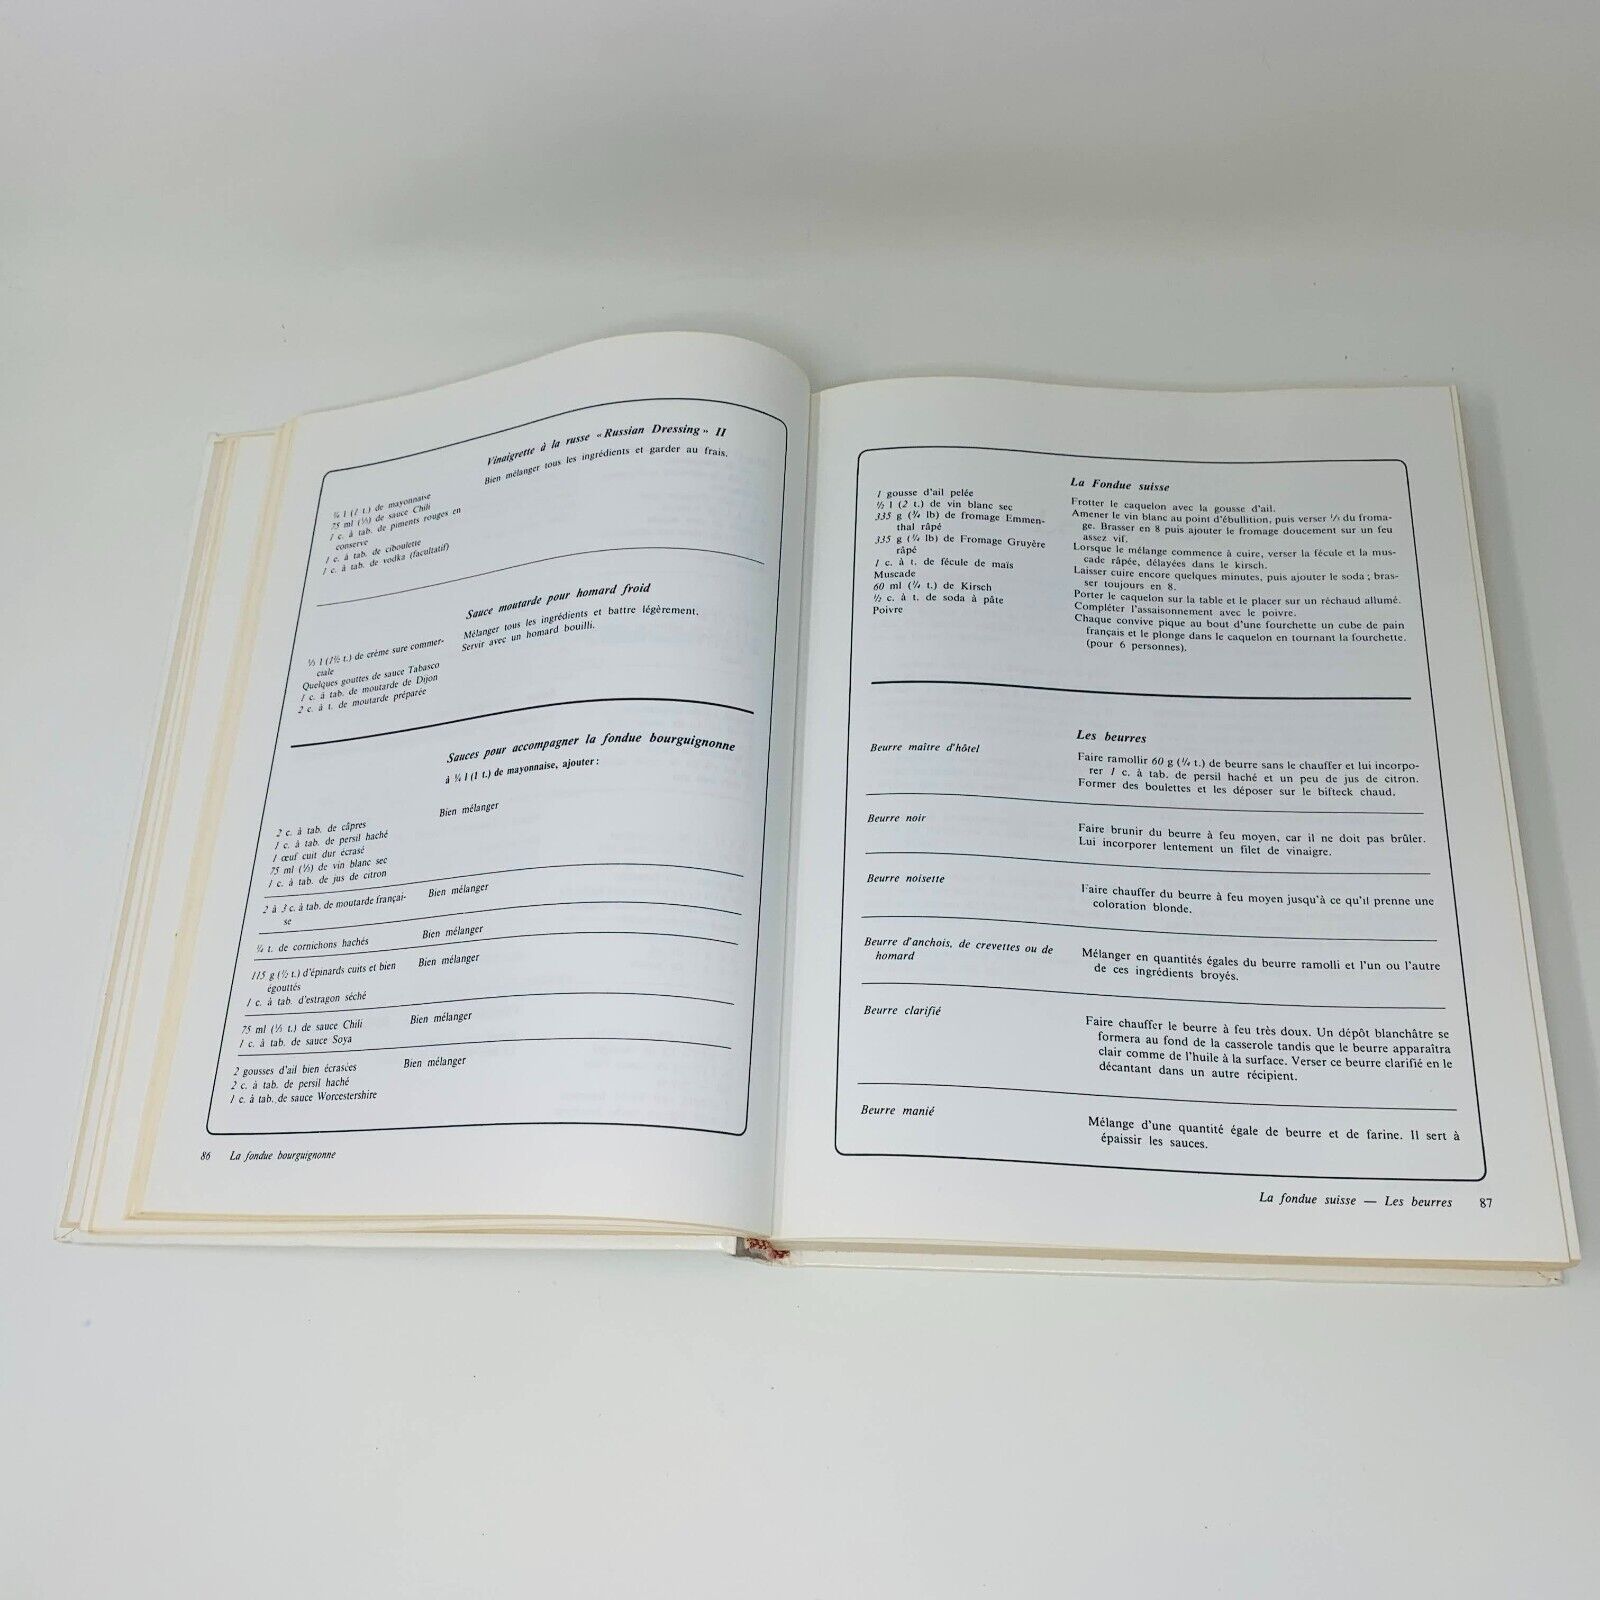 Vinaigrette à la russe «Russian Dressing» II
Bien mélanger tous les ingrédients et garder au frais.
¼ l (1 t.) de mayonnaise
75 ml (⅓) de sauce Chili
1 c. à tab. de piments rouges en
conserve
1 c. à tab. de ciboulette
1 c. à tab. de vodka (facultatif)
Sauce moutarde pour homard froid
Mélanger tous les ingrédients et battre légèrement.
Servir avec un homard bouilli.
⅓ l (1½ t.) de crème sure commer-
ciale
Quelques gouttes de sauce Tabasco
1 c. à tab. de moutarde de Dijon
2 c. à t. de moutarde préparée
Sauces pour accompagner la fondue bourguignonne
à ¼ l (1 t.) de mayonnaise, ajouter :
Bien mélanger
2 c. à tab. de câpres
1 c. à tab. de persil haché
1 œuf cuit dur écrasé
75 ml (⅓) de vin blanc sec
1 c. à tab. de jus de citron
2 à 3 c. à tab. de moutarde françai-
se
Bien mélanger
¼ t. de cornichons hachés
Bien mélanger
115 g (½ t.) d'épinards cuits et bien
égouttés
1 c. à tab. d'estragon séché
Bien mélanger
75 ml (⅓ t.) de sauce Chili
1 c. à tab. de sauce Soya
Bien mélanger
2 gousses d'ail bien écrasées
2 c. à tab. de persil haché
1 c. à tab. de sauce Worcestershire
Bien mélanger
86 La fondue bourguignonne
La Fondue suisse
1 gousse d'ail pelée
½ l (2 t.) de vin blanc sec
335 g (¾ lb) de fromage Emmen-
thal râpé
335 g (¾ lb) de Fromage Gruyère
râpé
1 c. à t. de fécule de maïs
Muscade
60 ml (¼ t.) de Kirsch
½ c. à t. de soda à pâte
Poivre
Frotter le caquelon avec la gousse d'ail.
Amener le vin blanc au point d'ébullition, puis verser ⅓ du froma-
ge. Brasser en 8 puis ajouter le fromage doucement sur un feu
assez vif.
Lorsque le mélange commence à cuire, verser la fécule et la mus-
cade râpée, délayées dans le kirsch.
Laisser cuire encore quelques minutes, puis ajouter le soda ; bras-
ser toujours en 8.
Porter le caquelon sur la table et le placer sur un réchaud allumé.
Compléter l'assaisonnement avec le poivre.
Chaque convive pique au bout d'une fourchette un cube de pain
français et le plonge dans le caquelon en tournant la fourchette.
(pour 6 personnes).
Les beurres
Beurre maître d'hôtel
Faire ramollir 60 g (¼ t.) de beurre sans le chauffer et lui incorpo-
rer 1 c. à tab. de persil haché et un peu de jus de citron.
Former des boulettes et les déposer sur le bifteck chaud.
Beurre noir
Faire brunir du beurre à feu moyen, car il ne doit pas brûler.
Lui incorporer lentement un filet de vinaigre.
Beurre noisette
Faire chauffer du beurre à feu moyen jusqu'à ce qu'il prenne une
coloration blonde.
Beurre d'anchois, de crevettes ou de
homard
Mélanger en quantités égales du beurre ramolli et l'un ou l'autre
de ces ingrédients broyés.
Beurre clarifié
Faire chauffer le beurre à feu très doux. Un dépôt blanchâtre se
formera au fond de la casserole tandis que le beurre apparaîtra
clair comme de l'huile à la surface. Verser ce beurre clarifié en le
décantant dans un autre récipient.
Beurre manié
Mélange d'une quantité égale de beurre et de farine. Il sert à
épaissir les sauces.
La fondue suisse — Les beurres 87